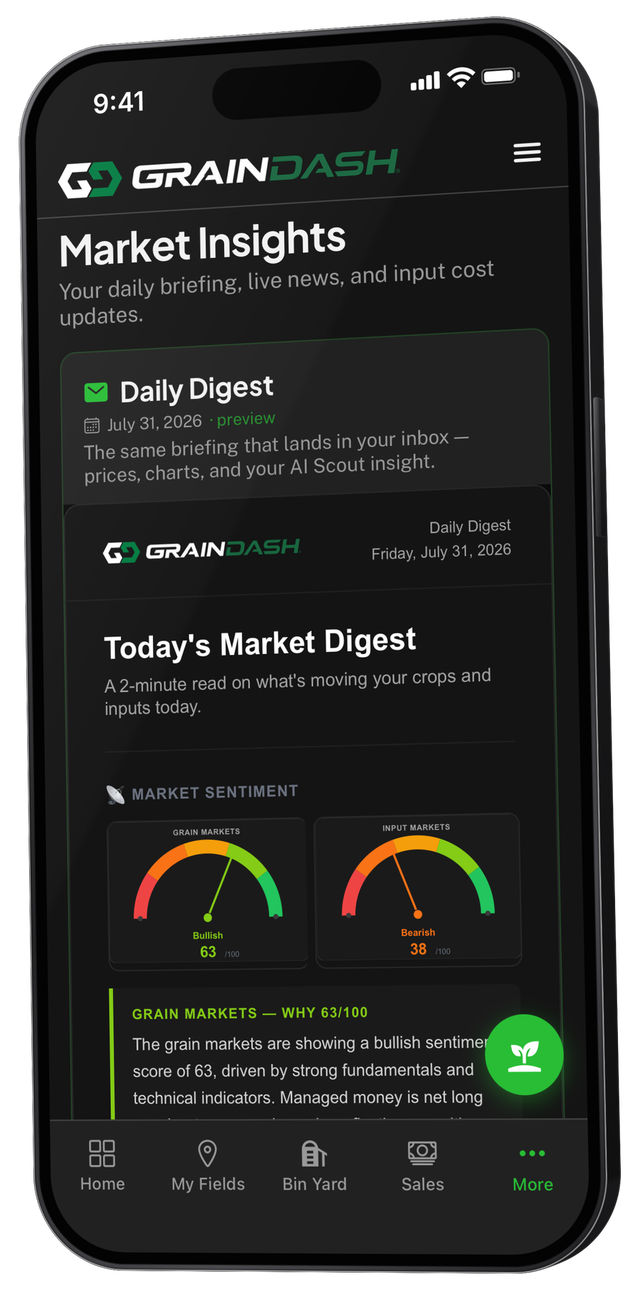 9:41
GRAINDASH
Market Insights
Your daily briefing, live news, and input cost
updates.
Daily Digest
July 31, 2026 · preview
The same briefing that lands in your inbox —
prices, charts, and your AI Scout insight.
GRAINDASH
Daily Digest
Friday, July 31, 2026
Today's Market Digest
A 2-minute read on what's moving your crops and
inputs today.
MARKET SENTIMENT
GRAIN MARKETS
Bullish
63 /100
INPUT MARKETS
Bearish
38 /100
GRAIN MARKETS — WHY 63/100
The grain markets are showing a bullish
score of 63, driven by strong fundamentals and
technical indicators. Managed money is net long
Home
My Fields
Bin Yard
Sales
More